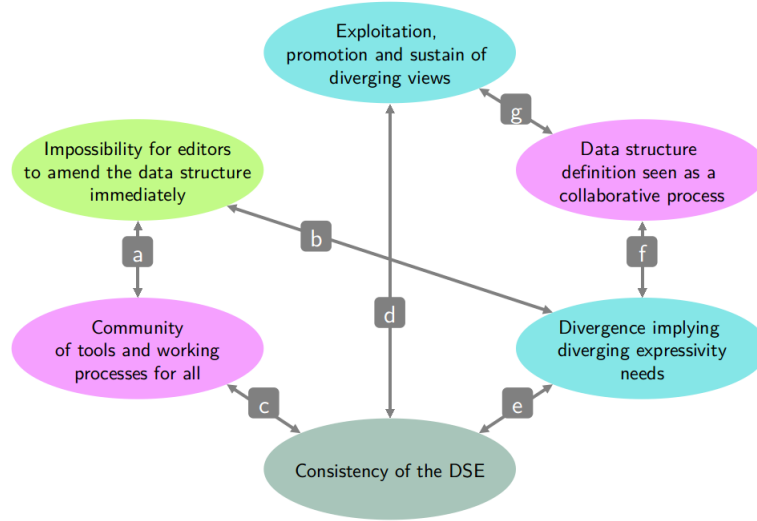 Exploitation,
promotion and sustain of
diverging views
g
Impossibility for editors
to amend the data structure
immediately
Data structure
definition seen as a
collaborative process
a
b
f
d
Community
of tools and working
processes for all
Divergence implying
diverging expressivity
needs
c
e
Consistency of the DSE